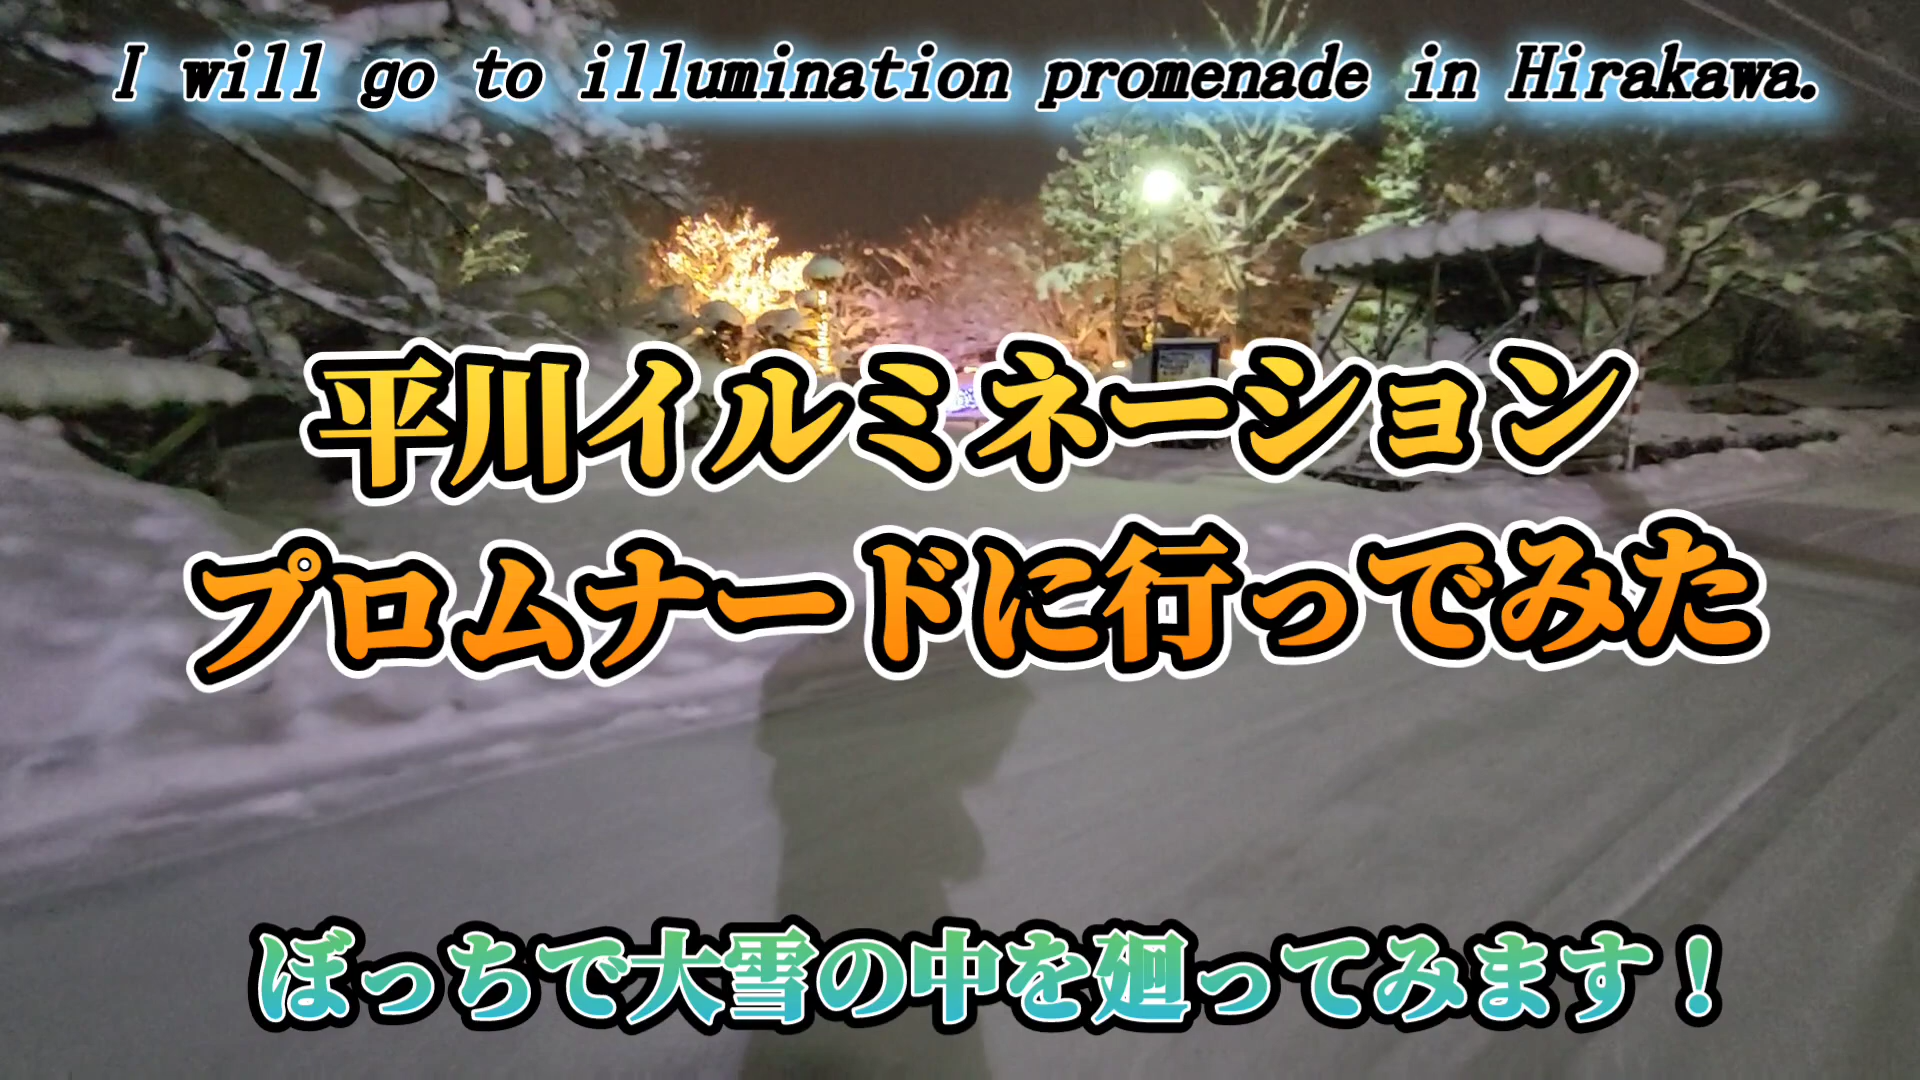 I will go to illumination promenade in Hirakawa.
平川イルミネーション
プロムナードに行ってみた
ぼっちで大雪の中を廻ってみます！